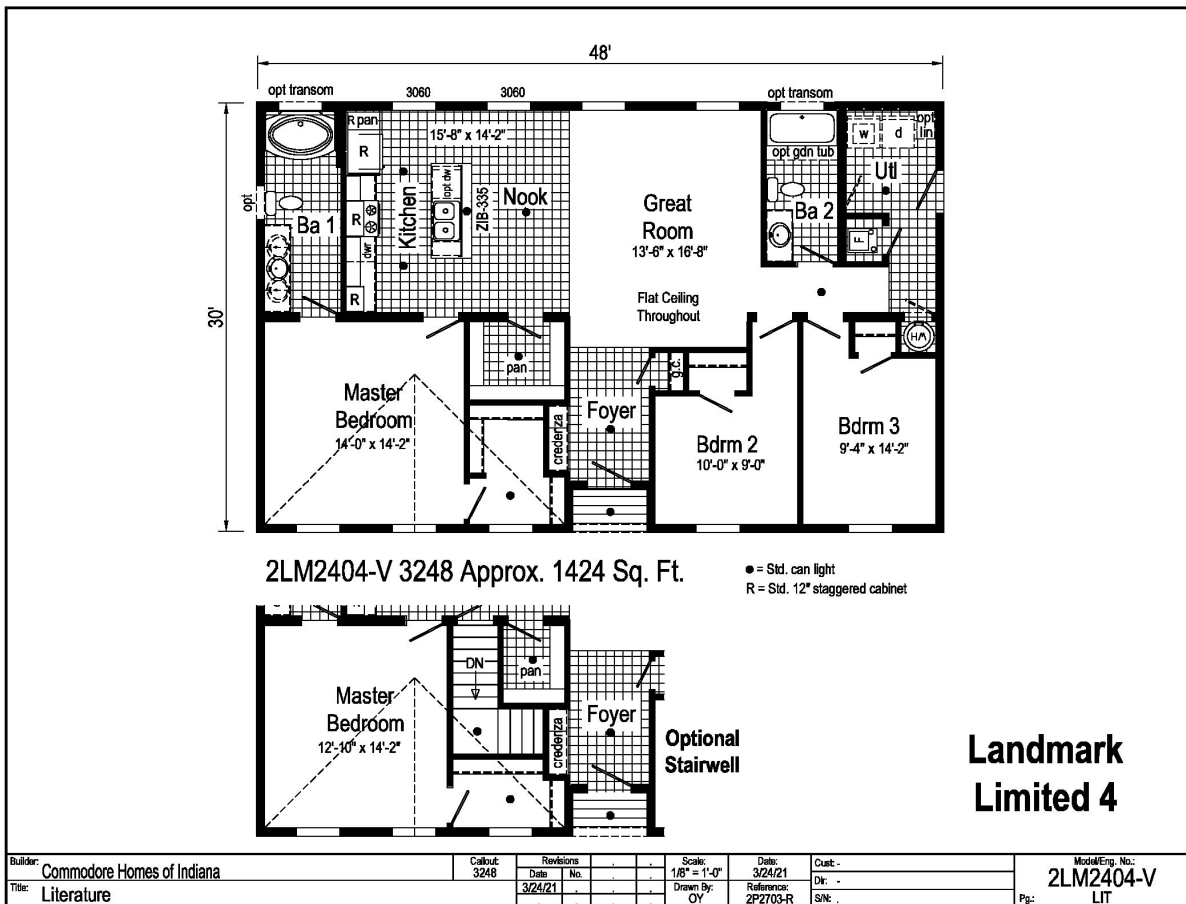 48'
opt transom
3060
3060
opt transom
30'
R pan
R
15'-8" x 14'-2"
opt dw
ZIB-335
Nook
Kitchen
R
dwr
R
opt
Ba 1
Great
Room
13'-6" x 16'-8"
Flat Ceiling
Throughout
opt gdn tub
Ba 2
w
d
opt
lin
Utl
F
HW
pan
Master
Bedroom
14'-0" x 14'-2"
credenza
Foyer
g.c.
Bdrm 2
10'-0" x 9'-0"
Bdrm 3
9'-4" x 14'-2"
2LM2404-V 3248 Approx. 1424 Sq. Ft.
● = Std. can light
R = Std. 12" staggered cabinet
DN
pan
Master
Bedroom
12'-10" x 14'-2"
credenza
Foyer
Optional
Stairwell
Landmark
Limited 4
Builder: Commodore Homes of Indiana
Title: Literature
Callout: 3248
Revisions
Date No.
3/24/21
Scale: 1/8" = 1'-0"
Drawn By: OY
Date: 3/24/21
Reference: 2P2703-R
Cust: -
Dlr: -
S/N: .
Model/Eng. No.:
2LM2404-V
Pg.: LIT